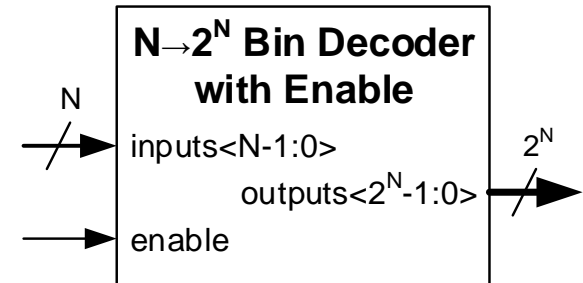 N→2^N Bin Decoder
with Enable
N
inputs<N-1:0>
2^N
outputs<2^N-1:0>
enable